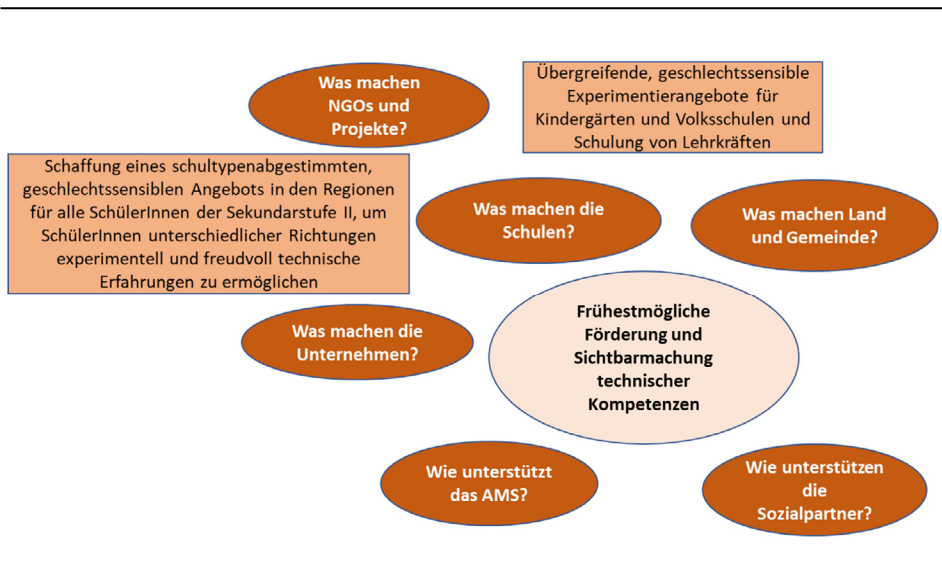 Was machen
NGOs und
Projekte?
Übergreifende, geschlechtssensible
Experimentierangebote für
Kindergärten und Volksschulen und
Schulung von Lehrkräften
Schaffung eines schultypenabgestimmten,
geschlechtssensiblen Angebots in den Regionen
für alle SchülerInnen der Sekundarstufe II, um
SchülerInnen unterschiedlicher Richtungen
experimentell und freudvoll technische
Erfahrungen zu ermöglichen
Was machen die
Schulen?
Was machen Land
und Gemeinde?
Was machen die
Unternehmen?
Frühestmögliche
Förderung und
Sichtbarmachung
technischer
Kompetenzen
Wie unterstützt
das AMS?
Wie unterstützen
die
Sozialpartner?